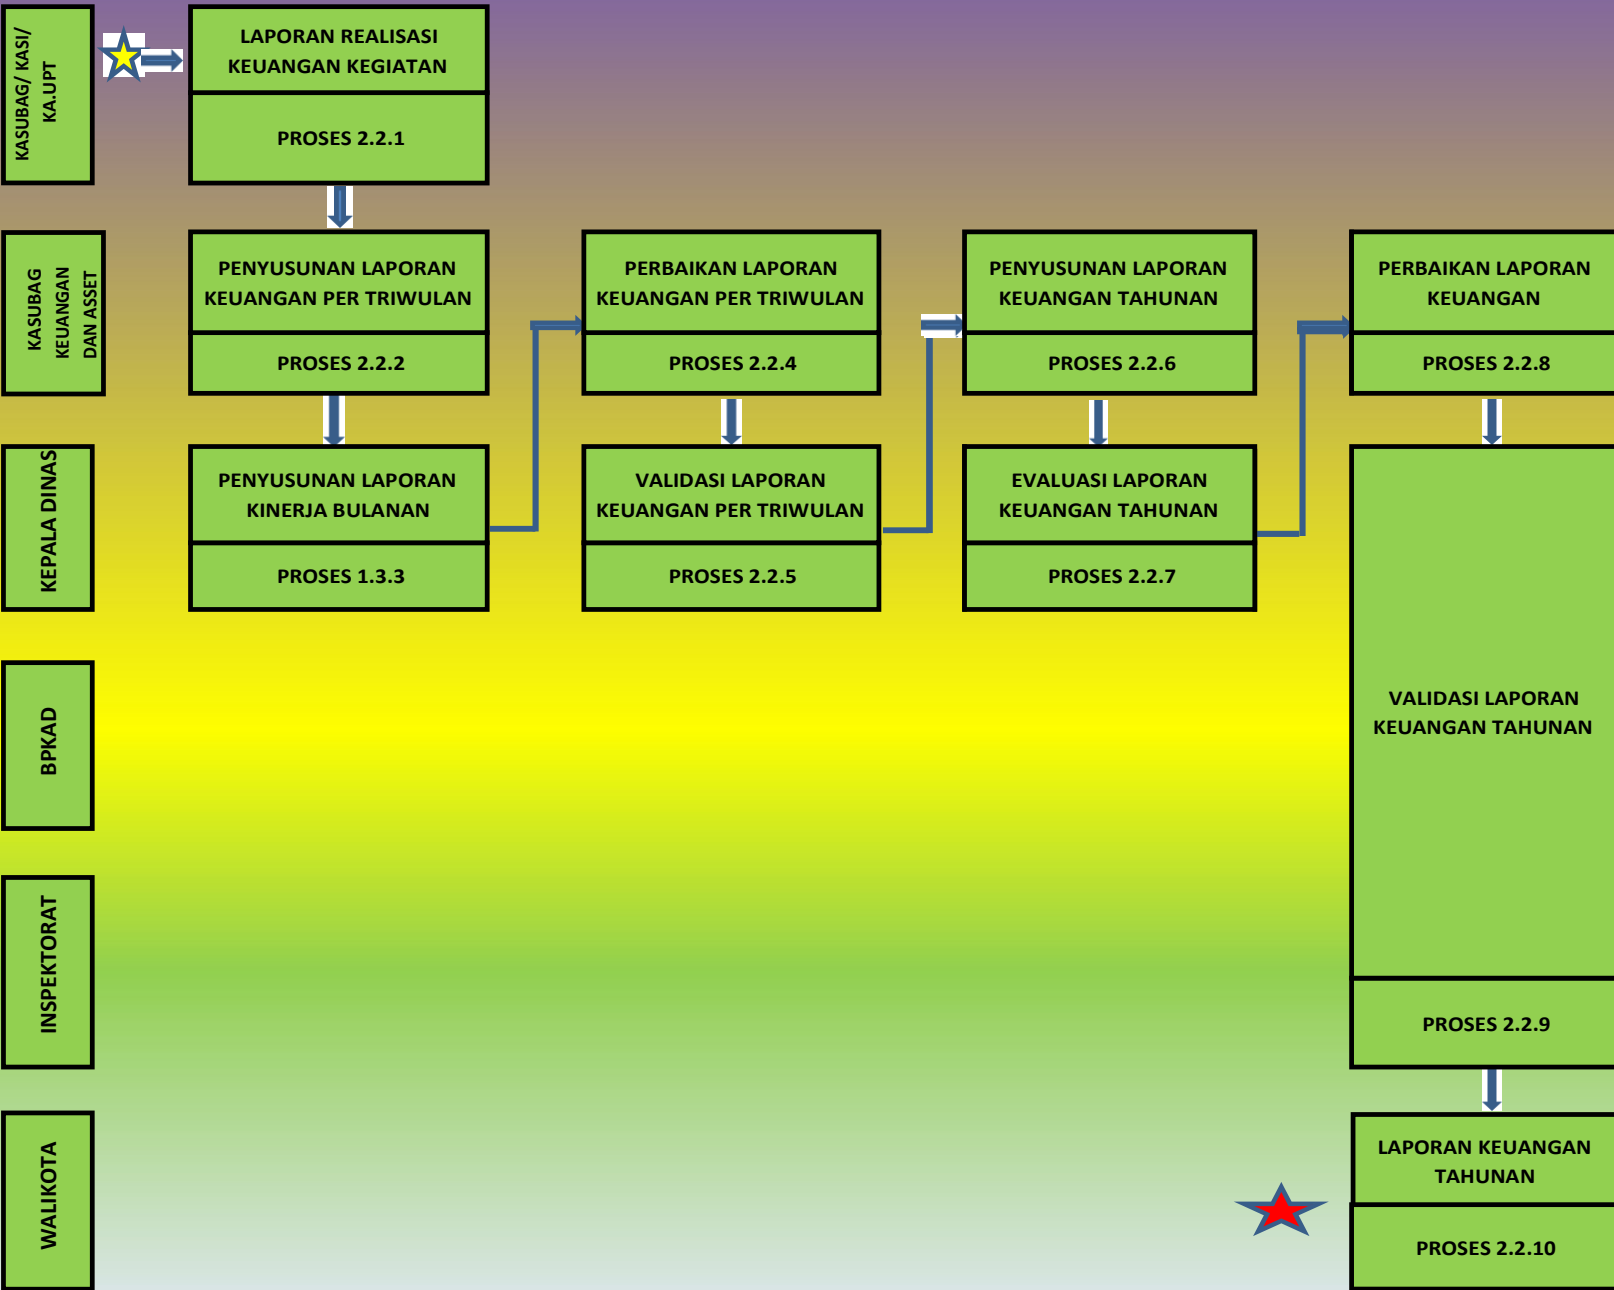 KASUBAG/ KASI/
KA.UPT
LAPORAN REALISASI
KEUANGAN KEGIATAN
PROSES 2.2.1
KASUBAG
KEUANGAN
DAN ASSET
PENYUSUNAN LAPORAN
KEUANGAN PER TRIWULAN
PROSES 2.2.2
PERBAIKAN LAPORAN
KEUANGAN PER TRIWULAN
PROSES 2.2.4
PENYUSUNAN LAPORAN
KEUANGAN TAHUNAN
PROSES 2.2.6
PERBAIKAN LAPORAN
KEUANGAN
PROSES 2.2.8
KEPALA DINAS
PENYUSUNAN LAPORAN
KINERJA BULANAN
PROSES 1.3.3
VALIDASI LAPORAN
KEUANGAN PER TRIWULAN
PROSES 2.2.5
EVALUASI LAPORAN
KEUANGAN TAHUNAN
PROSES 2.2.7
BPKAD
VALIDASI LAPORAN
KEUANGAN TAHUNAN
INSPEKTORAT
PROSES 2.2.9
WALIKOTA
LAPORAN KEUANGAN
TAHUNAN
PROSES 2.2.10